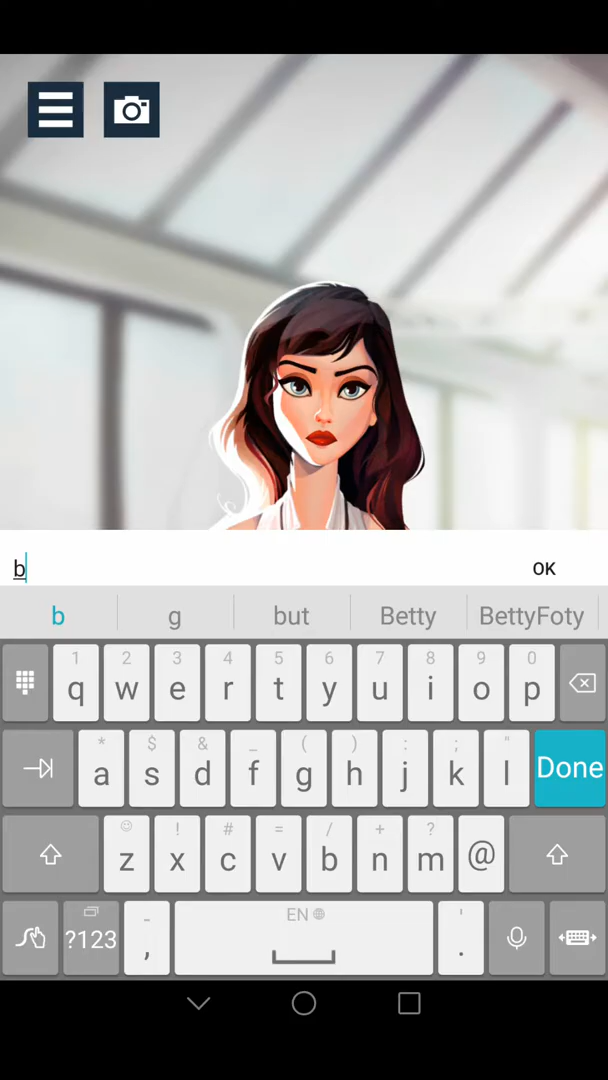 b OK
b g but Betty BettyFoty
1 2 3 4 5 6 7 8 9 0
q w e r t y u i o p
* $ & _ ( ) : ; "
a s d f g h j k l Done
! # = / + ?
z x c v b n m @
EN - '
?123 , .